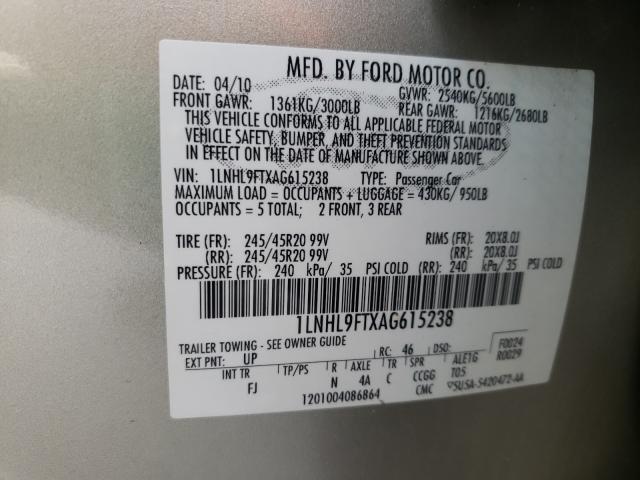 MFD. BY FORD MOTOR CO.
DATE: 04/10 GVWR: 2540KG/5600LB
FRONT GAWR: 1361KG/3000LB REAR GAWR: 1216KG/2680LB
THIS VEHICLE CONFORMS TO ALL APPLICABLE FEDERAL MOTOR
VEHICLE SAFETY, BUMPER, AND THEFT PREVENTION STANDARDS
IN EFFECT ON THE DATE OF MANUFACTURE SHOWN ABOVE.
VIN: 1LNHL9FTXAG615238 TYPE: Passenger Car
MAXIMUM LOAD = OCCUPANTS + LUGGAGE = 430KG/ 950LB
OCCUPANTS = 5 TOTAL; 2 FRONT, 3 REAR
TIRE (FR): 245/45R20 99V RIMS (FR): 20X8.0J
(RR): 245/45R20 99V (RR): 20X8.0J
PRESSURE (FR): 240 kPa/ 35 PSI COLD (RR): 240 kPa/ 35 PSI COLD
1LNHL9FTXAG615238
TRAILER TOWING - SEE OWNER GUIDE
EXT PNT: UP RC: 46 DSO: F0024
R0029
INT TR TP/PS R AXLE TR SPR ALE1G
FJ N 4A C CCGG T05
1201004086864 CMC 5U5A-5420472-AA